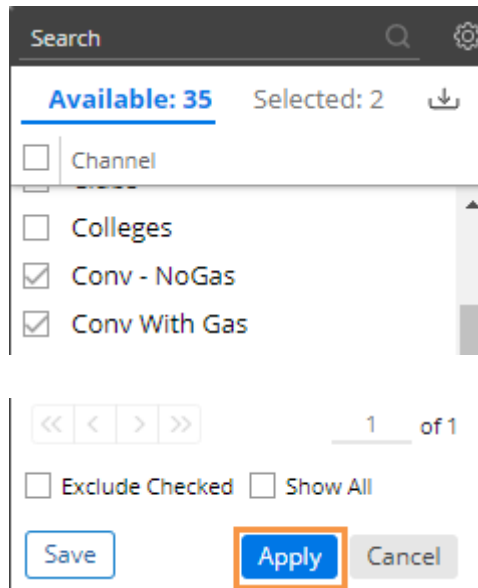 Search
Available: 35 Selected: 2
Channel
Colleges
Conv - NoGas
Conv With Gas
<< < > >> 1 of 1
Exclude Checked Show All
Save Apply Cancel